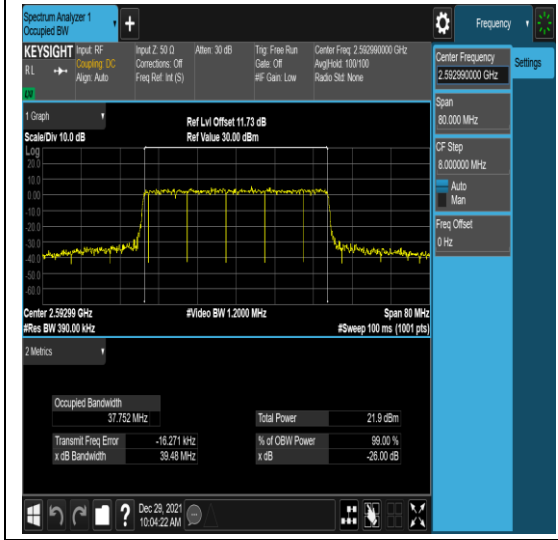 Spectrum Analyzer 1
Occupied BW
+
Frequency
KEYSIGHT
RL
Input: RF
Coupling: DC
Align: Auto
Input Z: 50 Ω
Corrections: Off
Freq Ref: Int (S)
Atten: 30 dB
Trig: Free Run
Gate: Off
#IF Gain: Low
Center Freq: 2.592990000 GHz
Avg|Hold: 100/100
Radio Std: None
Center Frequency
2.592990000 GHz
Settings
Span
80.000 MHz
CF Step
8.000000 MHz
Auto
Man
Freq Offset
0 Hz
1 Graph
Scale/Div 10.0 dB
Ref Lvl Offset 11.73 dB
Ref Value 30.00 dBm
Log
20.0
10.0
0.00
-10.0
-20.0
-30.0
-40.0
-50.0
-60.0
Center 2.59299 GHz
#Res BW 390.00 kHz
#Video BW 1.2000 MHz
Span 80 MHz
#Sweep 100 ms (1001 pts)
2 Metrics
Occupied Bandwidth
37.752 MHz
Total Power 21.9 dBm
Transmit Freq Error -16.271 kHz
% of OBW Power 99.00 %
x dB Bandwidth 39.48 MHz
x dB -26.00 dB
?
Dec 29, 2021
10:04:22 AM